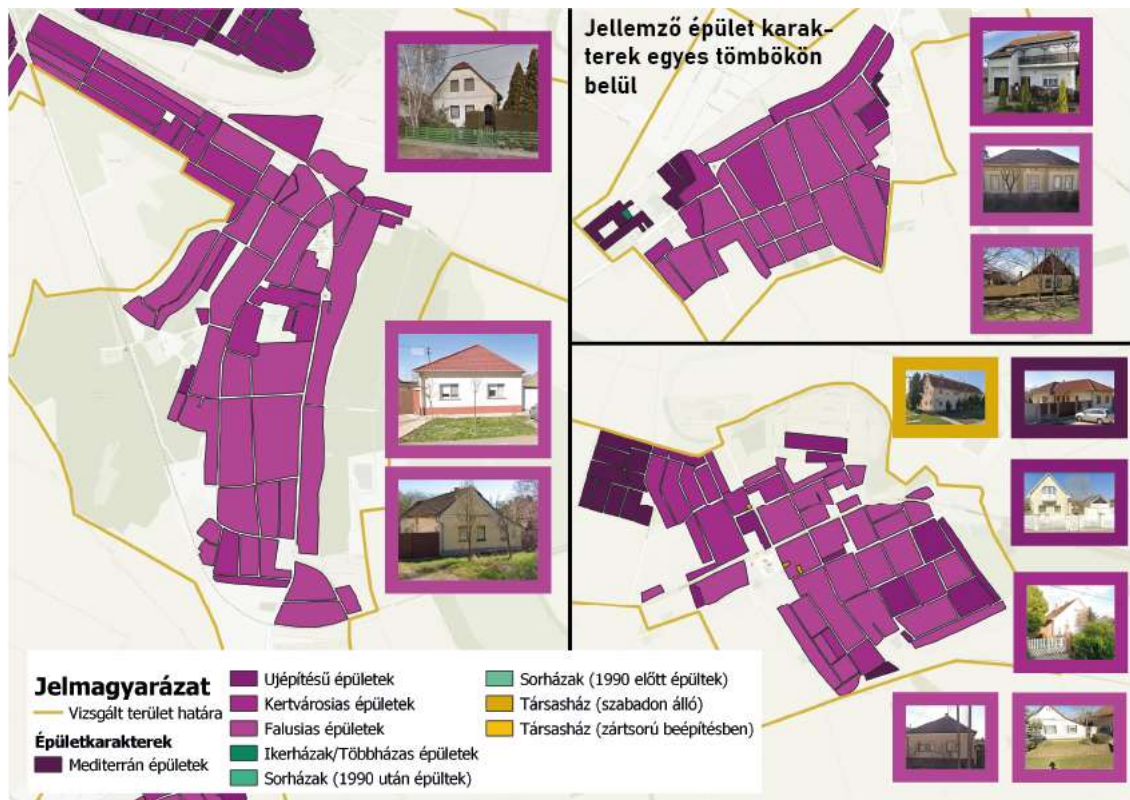 Jellemző épület karak-
terek egyes tömbökön
belül
Jelmagyarázat
Vizsgált terület határa
Épületkarakterek
Mediterrán épületek
Ujépítésű épületek
Kertvárosias épületek
Falusias épületek
Ikerházak/Többházas épületek
Sorházak (1990 után épültek)
Sorházak (1990 előtt épültek)
Társasház (szabadon álló)
Társasház (zártsorú beépítésben)